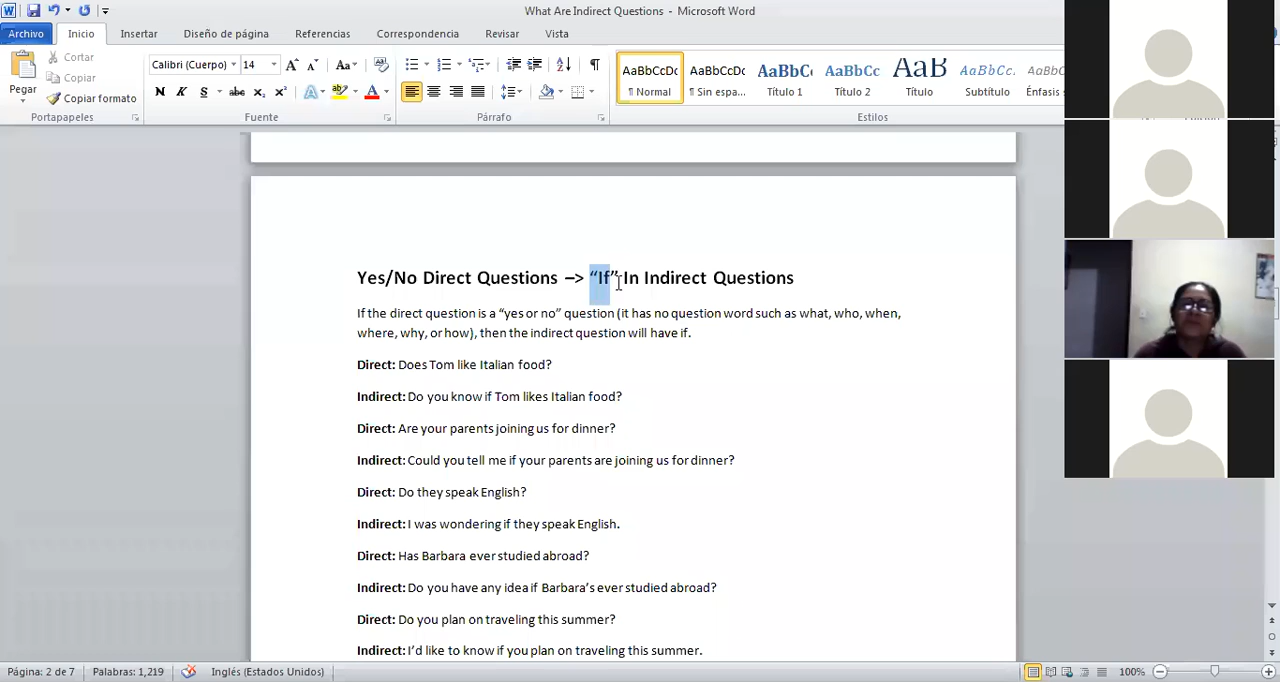 What Are Indirect Questions - Microsoft Word
Archivo Inicio Insertar Diseño de página Referencias Correspondencia Revisar Vista
Pegar
Cortar
Copiar
Copiar formato
Portapapeles
Calibri (Cuerpo) 14
N K S abc x₂ x²
Fuente
Párrafo
AaBbCcDc AaBbCcDc AaBbC AaBbCc AaB AaBbCc. AaBbCc
¶ Normal ¶ Sin espa... Título 1 Título 2 Título Subtítulo Énfasis
Estilos
Yes/No Direct Questions –> “If” In Indirect Questions
If the direct question is a “yes or no” question (it has no question word such as what, who, when,
where, why, or how), then the indirect question will have if.
Direct: Does Tom like Italian food?
Indirect: Do you know if Tom likes Italian food?
Direct: Are your parents joining us for dinner?
Indirect: Could you tell me if your parents are joining us for dinner?
Direct: Do they speak English?
Indirect: I was wondering if they speak English.
Direct: Has Barbara ever studied abroad?
Indirect: Do you have any idea if Barbara’s ever studied abroad?
Direct: Do you plan on traveling this summer?
Indirect: I’d like to know if you plan on traveling this summer.
Página: 2 de 7 Palabras: 1,219 Inglés (Estados Unidos) 100%